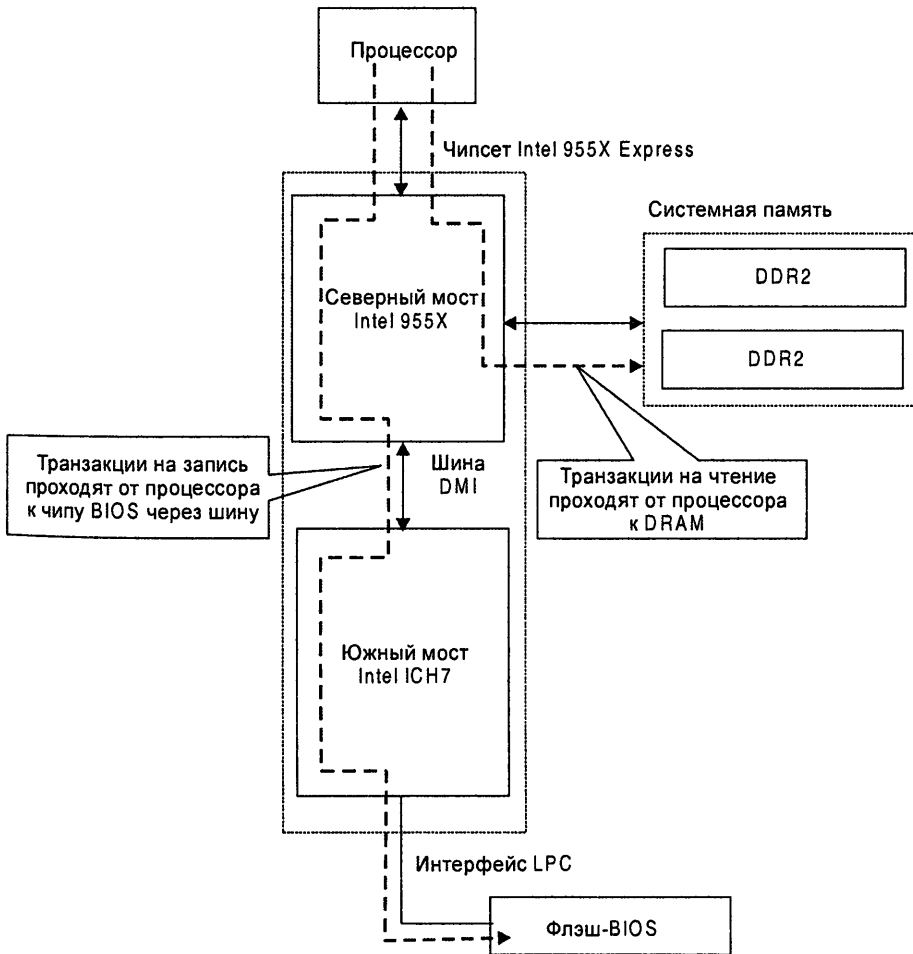 Процессор
Чипсет Intel 955X Express
Системная память
DDR2
DDR2
Северный мост
Intel 955X
Транзакции на запись
проходят от процессора
к чипу BIOS через шину
Шина
DMI
Транзакции на чтение
проходят от процессора
к DRAM
Южный мост
Intel ICH7
Интерфейс LPC
Флэш-BIOS